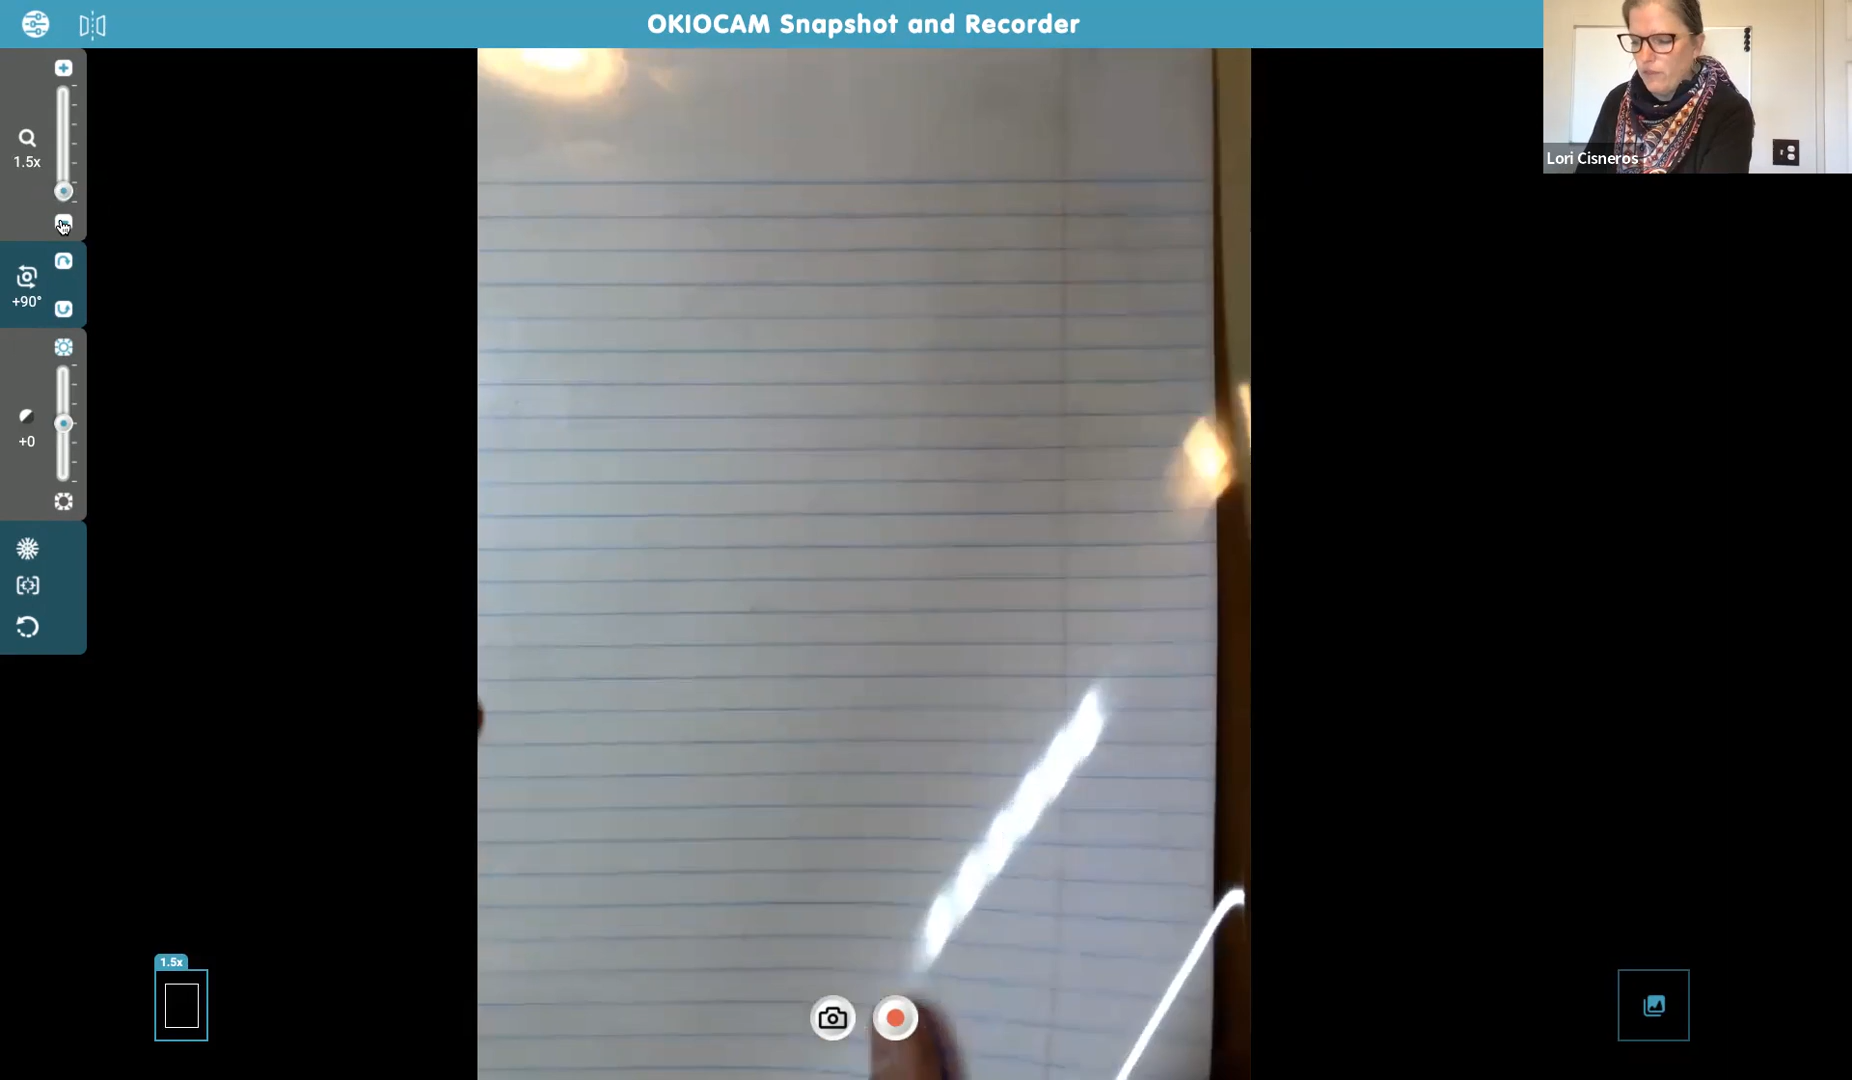 OKIOCAM Snapshot and Recorder
Lori Cisneros
1.5x
+90°
+0
1.5x